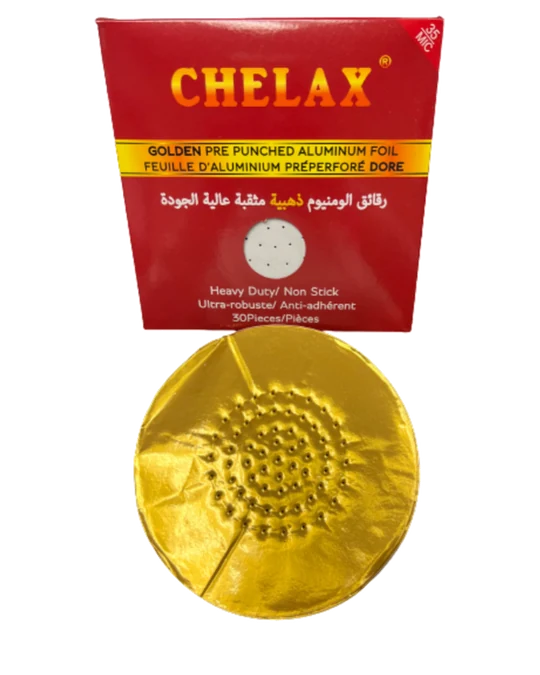 35
MIC
CHELAX®
GOLDEN PRE PUNCHED ALUMINUM FOIL
FEUILLE D'ALUMINIUM PRÉPERFORÉ DORE
رقائق الومنيوم ذهبية مثقبة عالية الجودة
Heavy Duty/ Non Stick
Ultra-robuste/ Anti-adhérent
30Pieces/Pièces